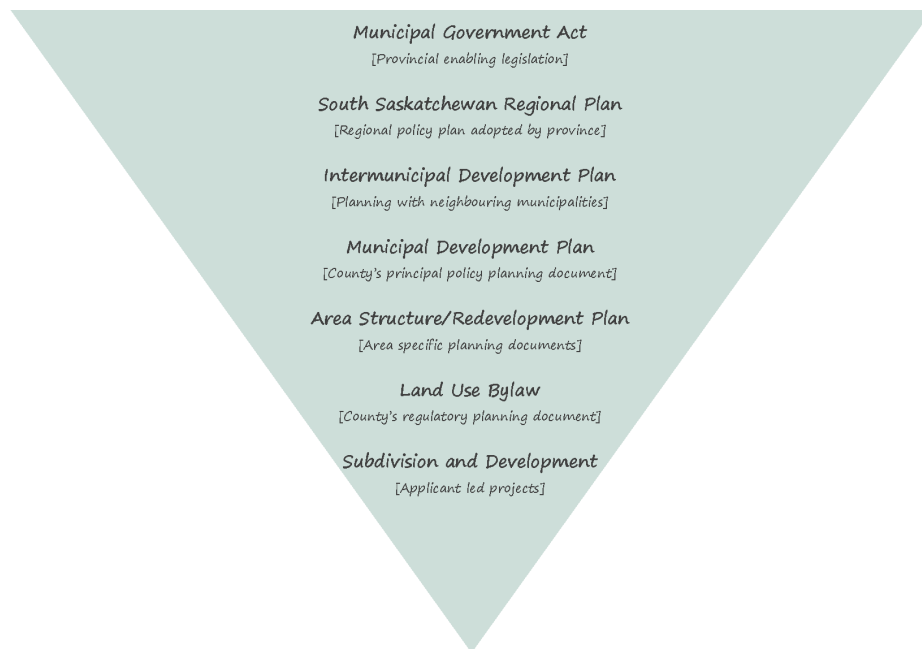 Municipal Government Act
[Provincial enabling legislation]
South Saskatchewan Regional Plan
[Regional policy plan adopted by province]
Intermunicipal Development Plan
[Planning with neighbouring municipalities]
Municipal Development Plan
[County's principal policy planning document]
Area Structure/Redevelopment Plan
[Area specific planning documents]
Land Use Bylaw
[County's regulatory planning document]
Subdivision and Development
[Applicant led projects]